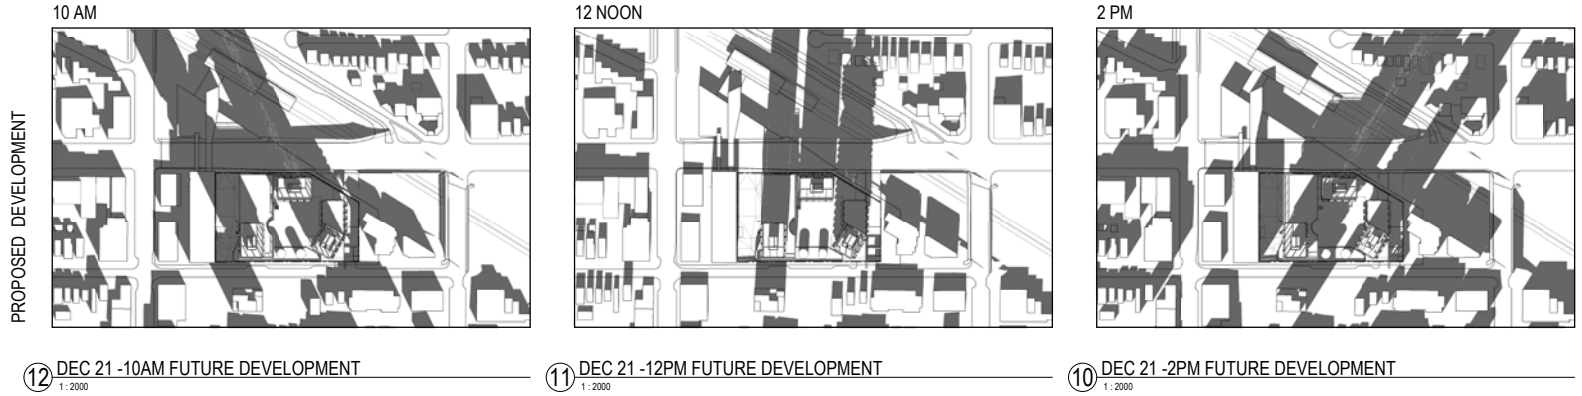 10 AM
12 NOON
2 PM
PROPOSED DEVELOPMENT
12 DEC 21 -10AM FUTURE DEVELOPMENT
1 : 2000
11 DEC 21 -12PM FUTURE DEVELOPMENT
1 : 2000
10 DEC 21 -2PM FUTURE DEVELOPMENT
1 : 2000